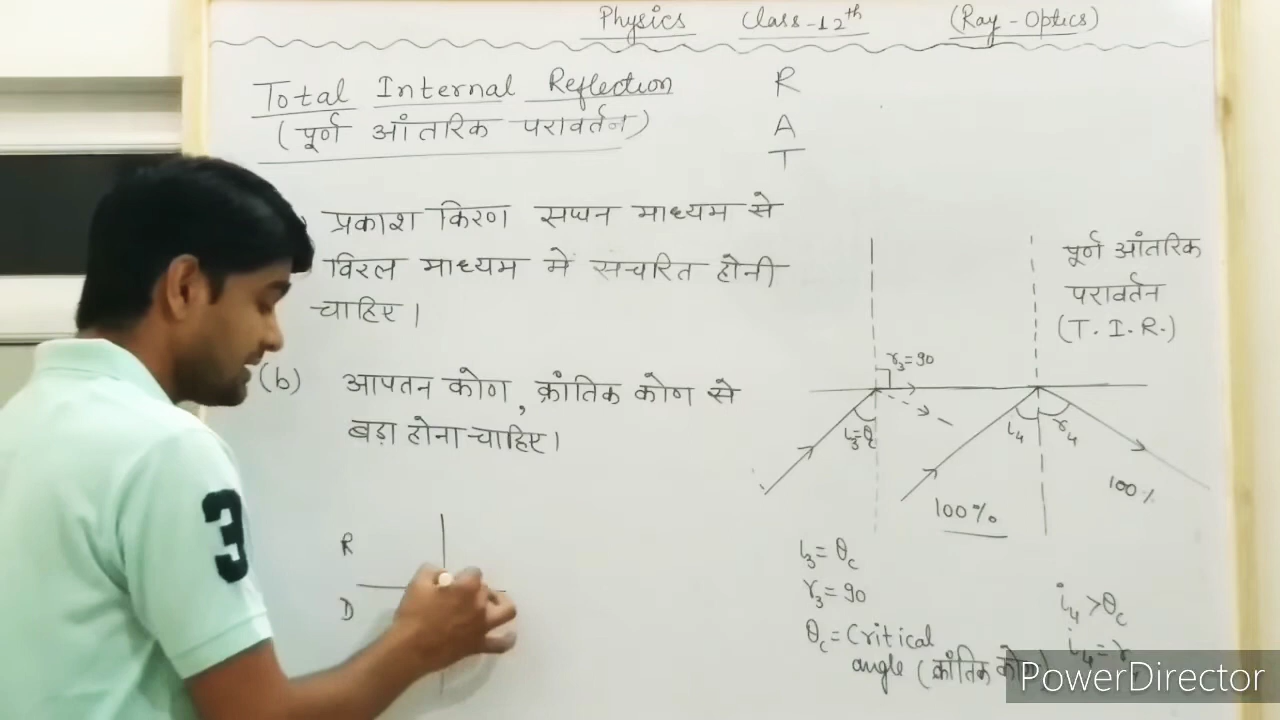 Physics Class-12th (Ray-Optics)
Total Internal Reflection
(पूर्ण आंतरिक परावर्तन)
R
A
T
प्रकाश किरण सघन माध्यम से
विरल माध्यम में संचरित होनी
चाहिए।
(b) आपतन कोण, क्रांतिक कोण से
बड़ा होना चाहिए।
R
D
पूर्ण आंतरिक
परावर्तन
(T.I.R.)
r₃=90
i₃=θc
i₄ r₄
100%
100%
i₃=θc
r₃=90
θc=Critical
angle (क्रांतिक कोण)
i₄>θc
i₄=r
PowerDirector
3